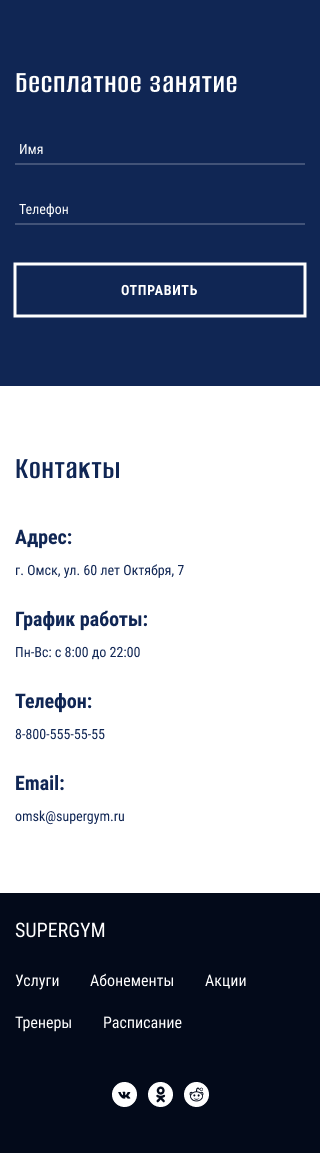 Бесплатное занятие
Имя
Телефон
ОТПРАВИТЬ
Контакты
Адрес:
г. Омск, ул. 60 лет Октября, 7
График работы:
Пн-Вс: с 8:00 до 22:00
Телефон:
8-800-555-55-55
Email:
omsk@supergym.ru
SUPERGYM
Услуги Абонементы Акции
Тренеры Расписание